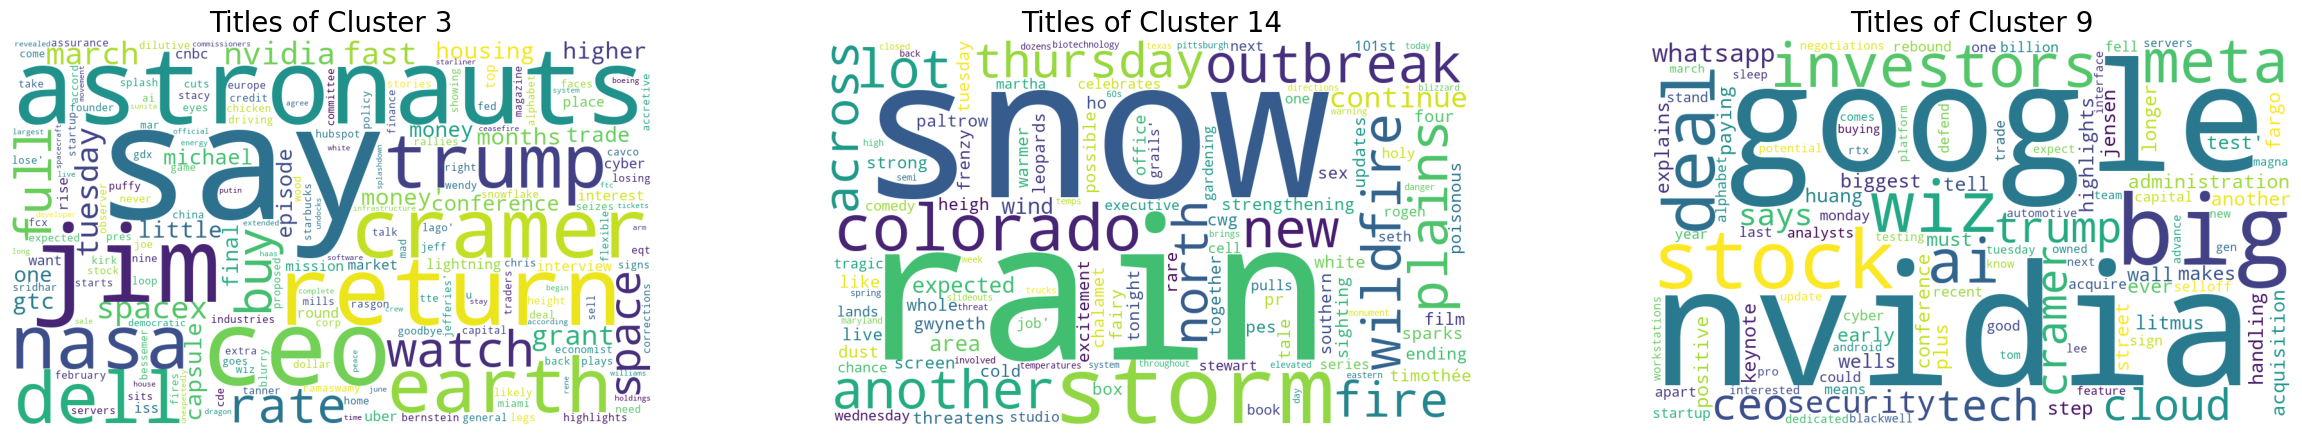 Titles of Cluster 3
revealed assurance dilutive commissioners
come march cnbc nvidia fast housing higher
astronauts
take splash cuts europe committee starliner stories top magazine faces boeing
founder ai stacy credit showing alphabet place system accretive
sunita eyes chicken driving policy finance fed agree
largest official hubspot money ceasefire months trade
full startup tuesday say trump
energy michael white rallies cyber cavco
lose' gdx game right wendy losing
spacecraft mar episode snowflake interest
live rise puffy putin money conference ftc
never wood starbucks infrastructure tickets
developer observer china extended undocks cramer
fcx little talk lago' flexible arm
expected pres final buy mad jeff eqt
long joe software
want kirk nine jim return
one stock loop mission market lightning chris interview signs
sridhar starts proposed haas complete begin
gtc mills rasgon tte u traders height sell space corrections
spacex round crew stay deal
sale democratic corp jefferies' according holdings
nasa capsule industries goodbye capital grant need
bessemer extra ceo watch economist
goes dollar peace back plays
february blurry wiz rene williams
dell house fires tanner ramaswamy june likely
sits cde rate home earth miami
servers iss unexpectedly uber bernstein general legs highlights
dragon time
Titles of Cluster 14
closed dozens biotechnology texas pittsburgh next 101st today
across lot back tuesday thursday outbreak
martha celebrates directions
60s one continue blizzard
snow
high paltrow ho possible office grails' warning four
strong frenzy warmer leopards gardening wildfire updates holy plains
semi sex
comedy heigh wind executive strengthening danger
temps rogen poisonous
colorado north cwg new
tragic brings cell seth
like week rare together white southern film
spring expected rain excitement chalamet fairy tonight pulls sighting
lands whole slideouts trucks pr sparks
maryland threat tale eastern
live gwyneth job' pes monument
dust area ending
chance screen involved temperatures system throughout stewart elevated series
another cold box day timothée
storm fire
wednesday threatens studio book
Titles of Cluster 9
whatsapp negotiations rebound one billion fell servers
march deal sleep investors meta
explains stand google interface longer fargo
alphabet paying comes defend highlights jensen test'
potential buying platform trade expect
rtx magna
biggest tell administration
says huang wiz team capital another
monday trump
year last analysts automotive big new
stock testing must tuesday owned gen
ai know next advance
cramer wall makes
workstations update conference recent street ever selloff
acquire
positive keynote cyber plus nvidia good litmus handling acquisition
early android tom sign
wells lee
apart pro could
interested means feature
startup ceo security tech step cloud
dedicated blackwell